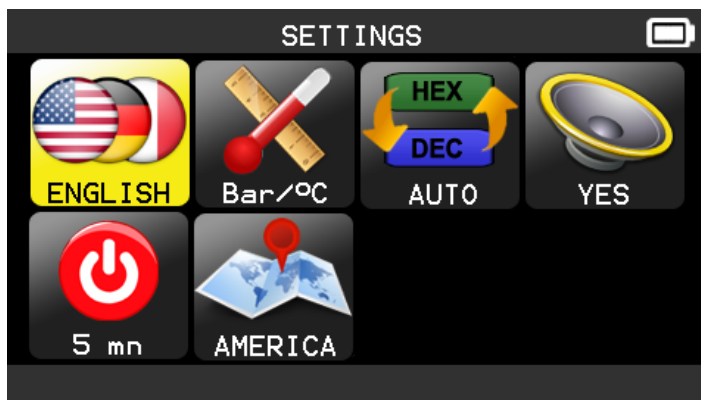 SETTINGS
HEX
DEC
ENGLISH Bar/ºC AUTO YES
5 mn AMERICA